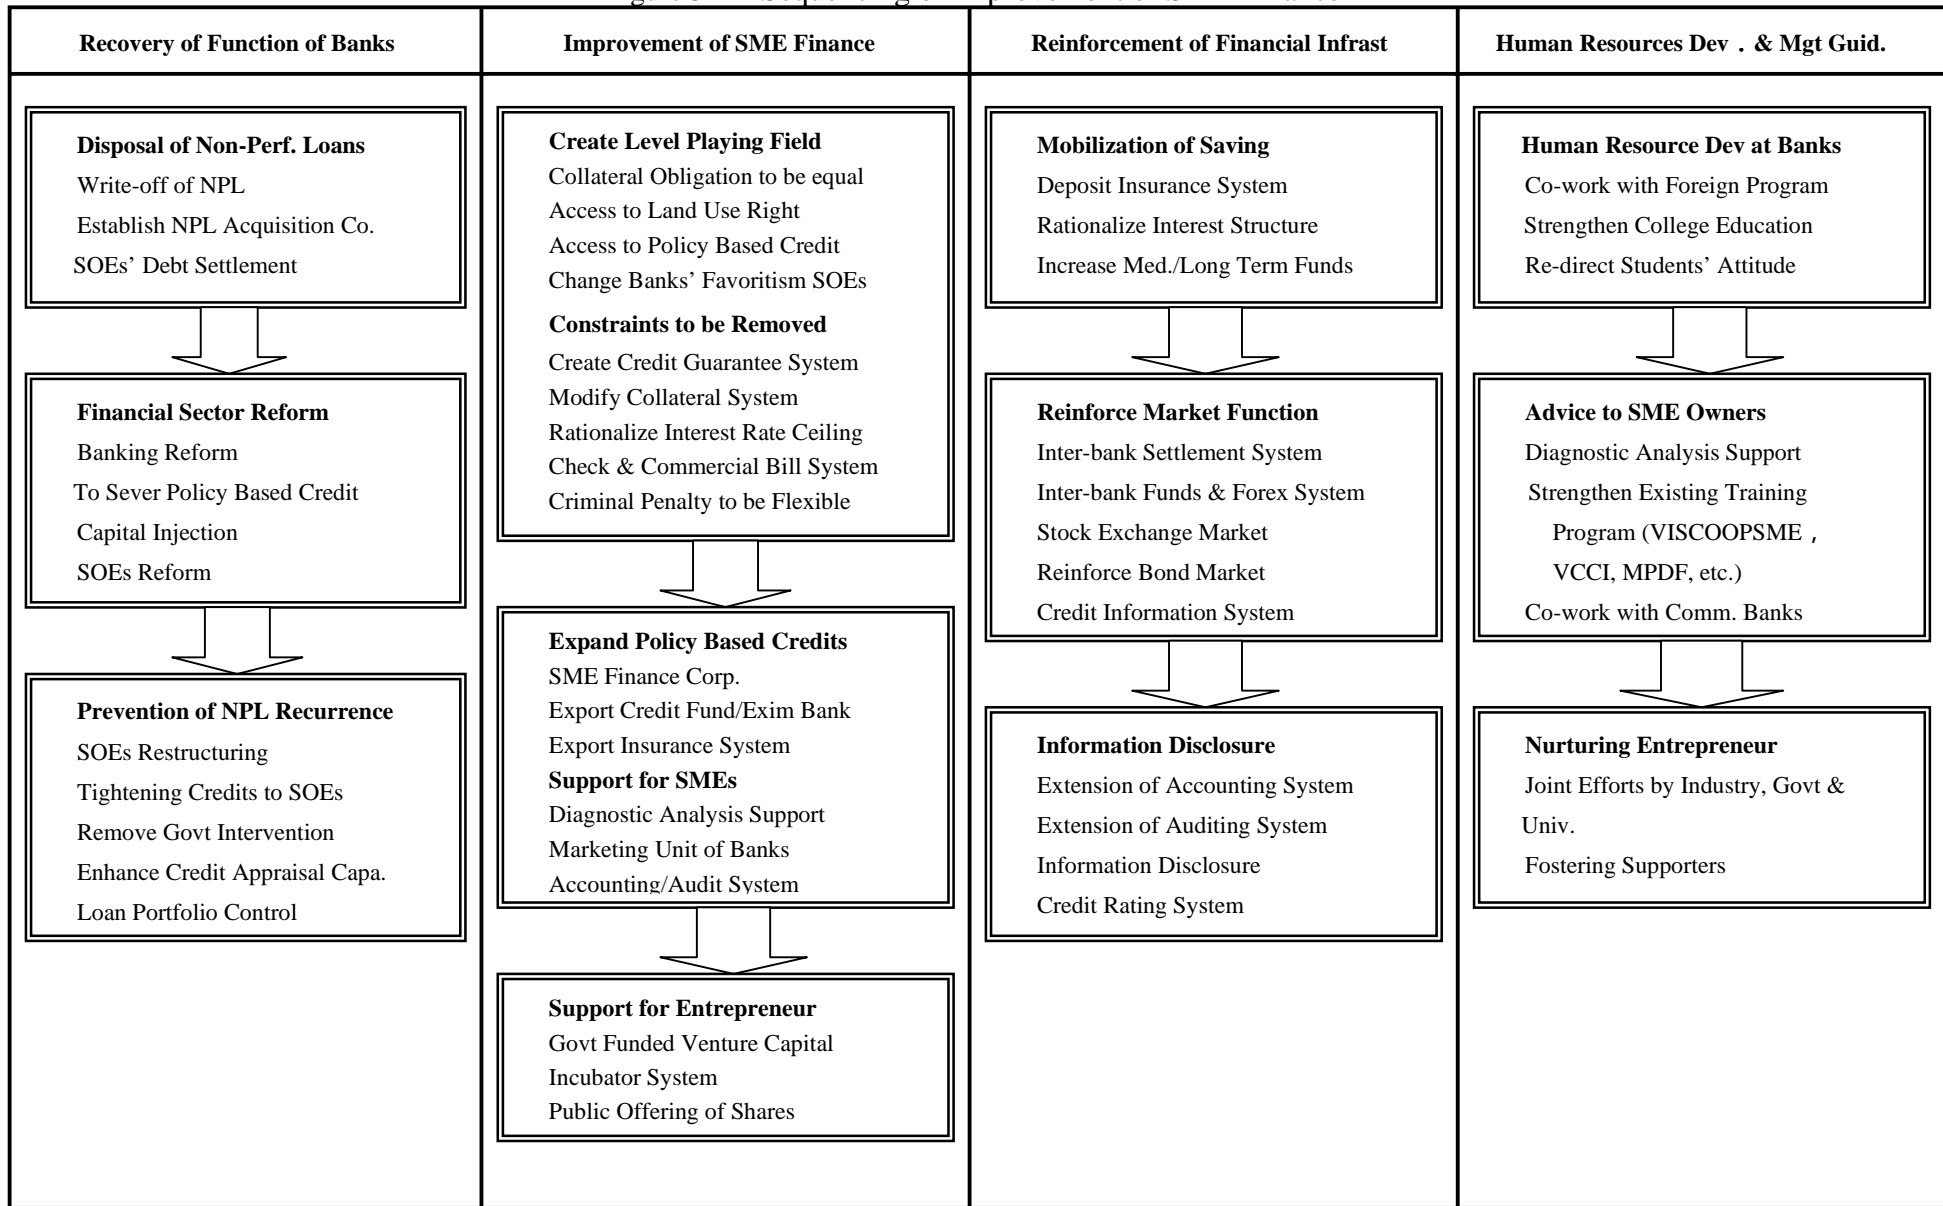 Recovery of Function of Banks
Improvement of SME Finance
Reinforcement of Financial Infrast
Human Resources Dev . & Mgt Guid.
Disposal of Non-Perf. Loans
Write-off of NPL
Establish NPL Acquisition Co.
SOEs’ Debt Settlement
Financial Sector Reform
Banking Reform
To Sever Policy Based Credit
Capital Injection
SOEs Reform
Prevention of NPL Recurrence
SOEs Restructuring
Tightening Credits to SOEs
Remove Govt Intervention
Enhance Credit Appraisal Capa.
Loan Portfolio Control
Create Level Playing Field
Collateral Obligation to be equal
Access to Land Use Right
Access to Policy Based Credit
Change Banks’ Favoritism SOEs
Constraints to be Removed
Create Credit Guarantee System
Modify Collateral System
Rationalize Interest Rate Ceiling
Check & Commercial Bill System
Criminal Penalty to be Flexible
Expand Policy Based Credits
SME Finance Corp.
Export Credit Fund/Exim Bank
Export Insurance System
Support for SMEs
Diagnostic Analysis Support
Marketing Unit of Banks
Accounting/Audit System
Support for Entrepreneur
Govt Funded Venture Capital
Incubator System
Public Offering of Shares
Mobilization of Saving
Deposit Insurance System
Rationalize Interest Structure
Increase Med./Long Term Funds
Reinforce Market Function
Inter-bank Settlement System
Inter-bank Funds & Forex System
Stock Exchange Market
Reinforce Bond Market
Credit Information System
Information Disclosure
Extension of Accounting System
Extension of Auditing System
Information Disclosure
Credit Rating System
Human Resource Dev at Banks
Co-work with Foreign Program
Strengthen College Education
Re-direct Students’ Attitude
Advice to SME Owners
Diagnostic Analysis Support
Strengthen Existing Training
Program (VISCOOPSME ,
VCCI, MPDF, etc.)
Co-work with Comm. Banks
Nurturing Entrepreneur
Joint Efforts by Industry, Govt &
Univ.
Fostering Supporters